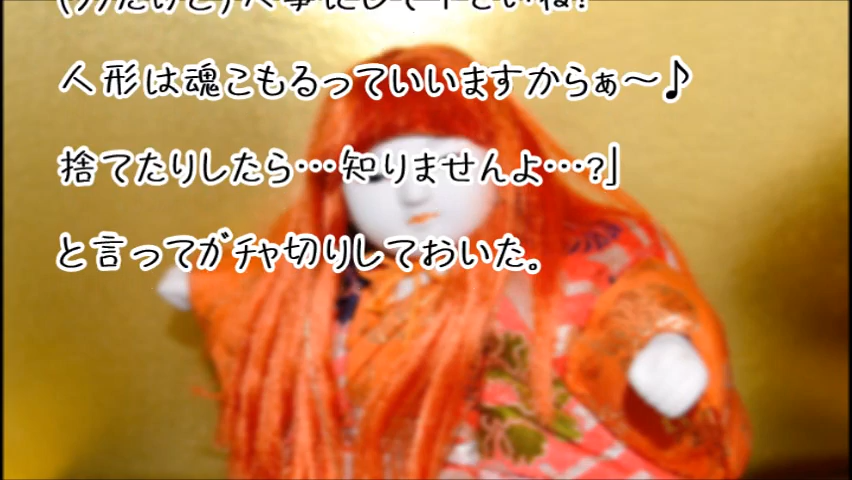 人形は魂こもるっていいますからぁ～♪
捨てたりしたら…知りませんよ…?」
と言ってガチャ切りしておいた。